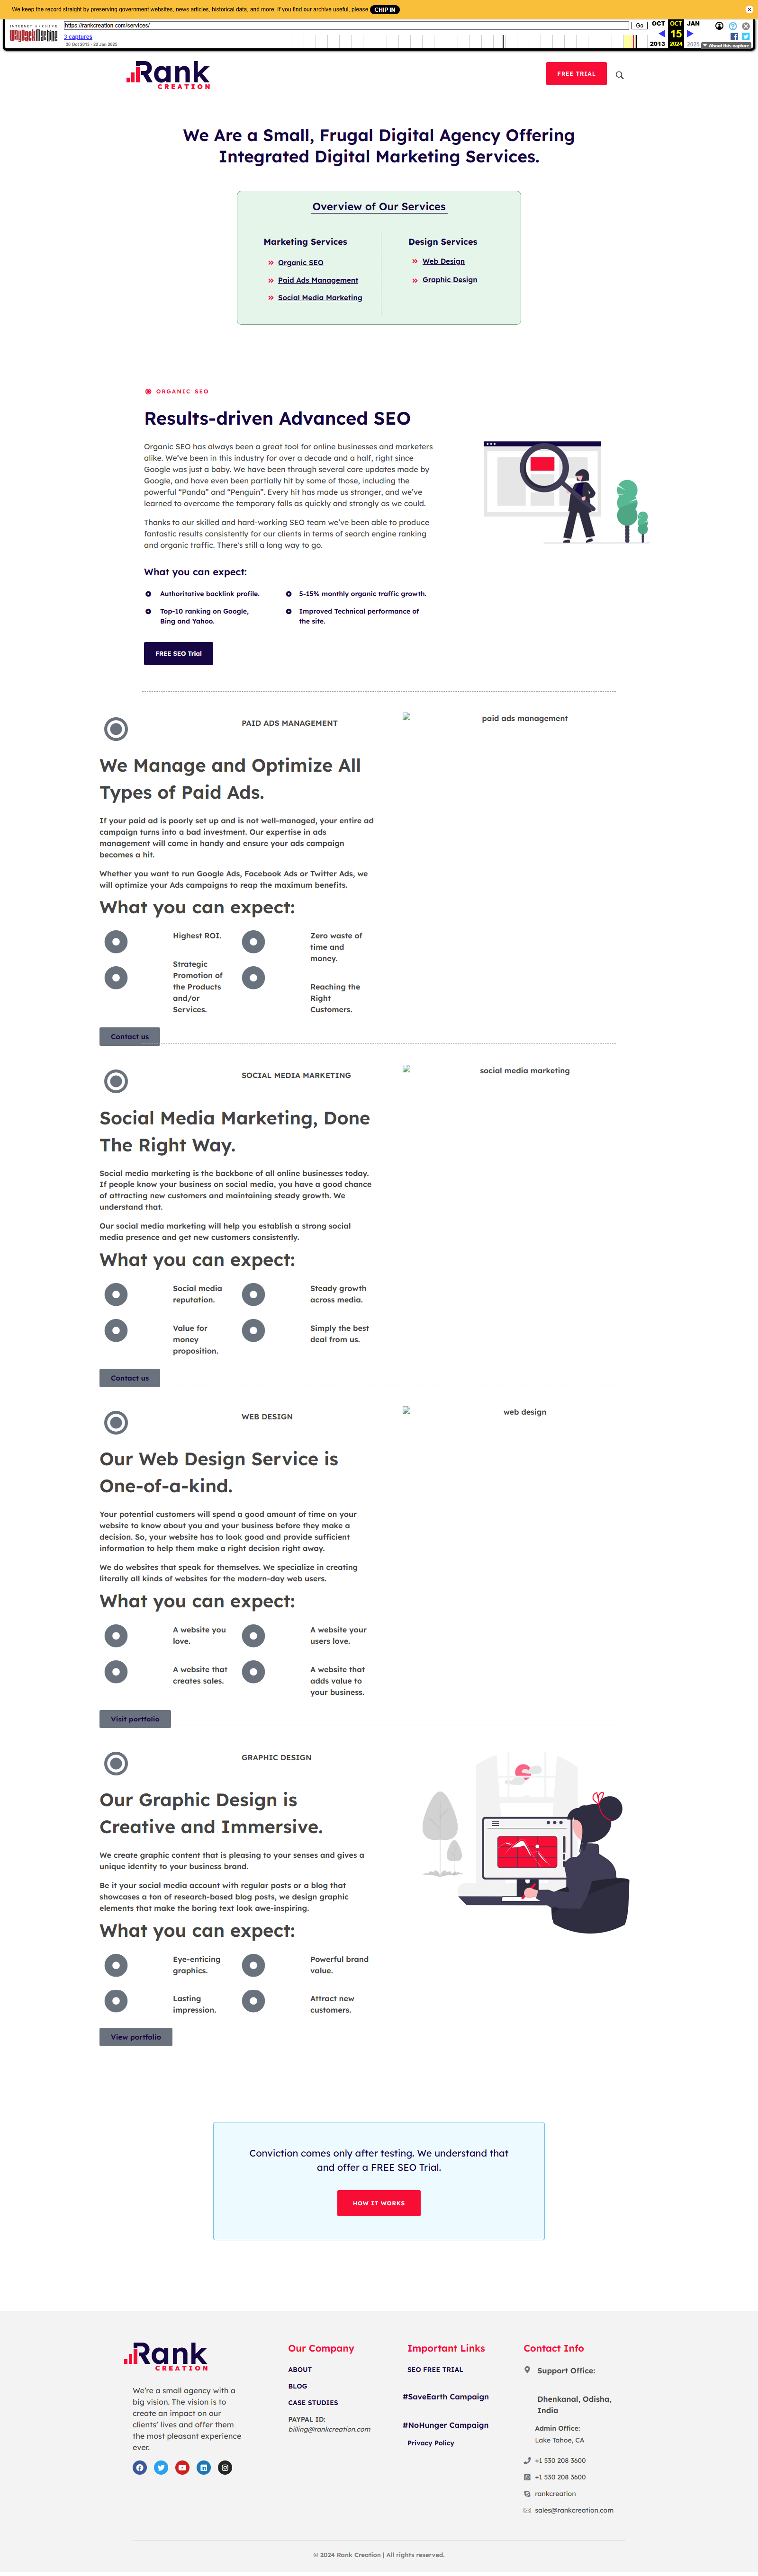 We keep the record straight by preserving government websites, news articles, historical data, and more. If you find our archive useful, please CHIP IN
INTERNET ARCHIVE
WayBackMachine
https://rankcreation.com/services/
Go
3 captures
20 Oct 2013 - 22 Jan 2025
OCT OCT JAN
15
2013 2024 2025
About this capture
Rank
CREATION
FREE TRIAL
We Are a Small, Frugal Digital Agency Offering
Integrated Digital Marketing Services.
Overview of Our Services
Marketing Services
Organic SEO
Paid Ads Management
Social Media Marketing
Design Services
Web Design
Graphic Design
ORGANIC SEO
Results-driven Advanced SEO
Organic SEO has always been a great tool for online businesses and marketers
alike. We've been in this industry for over a decade and a half, right since
Google was just a baby. We have been through several core updates made by
Google, and have even been partially hit by some of those, including the
powerful “Panda” and “Penguin”. Every hit has made us stronger, and we've
learned to overcome the temporary falls as quickly and strongly as we could.
Thanks to our skilled and hard-working SEO team we've been able to produce
fantastic results consistently for our clients in terms of search engine ranking
and organic traffic. There's still a long way to go.
What you can expect:
Authoritative backlink profile.
Top-10 ranking on Google,
Bing and Yahoo.
5-15% monthly organic traffic growth.
Improved Technical performance of
the site.
FREE SEO Trial
PAID ADS MANAGEMENT
paid ads management
We Manage and Optimize All
Types of Paid Ads.
If your paid ad is poorly set up and is not well-managed, your entire ad
campaign turns into a bad investment. Our expertise in ads
management will come in handy and ensure your ads campaign
becomes a hit.
Whether you want to run Google Ads, Facebook Ads or Twitter Ads, we
will optimize your Ads campaigns to reap the maximum benefits.
What you can expect:
Highest ROI.
Strategic
Promotion of
the Products
and/or
Services.
Zero waste of
time and
money.
Reaching the
Right
Customers.
Contact us
SOCIAL MEDIA MARKETING
social media marketing
Social Media Marketing, Done
The Right Way.
Social media marketing is the backbone of all online businesses today.
If people know your business on social media, you have a good chance
of attracting new customers and maintaining steady growth. We
understand that.
Our social media marketing will help you establish a strong social
media presence and get new customers consistently.
What you can expect:
Social media
reputation.
Value for
money
proposition.
Steady growth
across media.
Simply the best
deal from us.
Contact us
WEB DESIGN
web design
Our Web Design Service is
One-of-a-kind.
Your potential customers will spend a good amount of time on your
website to know about you and your business before they make a
decision. So, your website has to look good and provide sufficient
information to help them make a right decision right away.
We do websites that speak for themselves. We specialize in creating
literally all kinds of websites for the modern-day web users.
What you can expect:
A website you
love.
A website that
creates sales.
A website your
users love.
A website that
adds value to
your business.
Visit portfolio
GRAPHIC DESIGN
Our Graphic Design is
Creative and Immersive.
We create graphic content that is pleasing to your senses and gives a
unique identity to your business brand.
Be it your social media account with regular posts or a blog that
showcases a ton of research-based blog posts, we design graphic
elements that make the boring text look awe-inspiring.
What you can expect:
Eye-enticing
graphics.
Lasting
impression.
Powerful brand
value.
Attract new
customers.
View portfolio
Conviction comes only after testing. We understand that
and offer a FREE SEO Trial.
HOW IT WORKS
Rank
CREATION
We're a small agency with a
big vision. The vision is to
create an impact on our
clients' lives and offer them
the most pleasant experience
ever.
Our Company
ABOUT
BLOG
CASE STUDIES
PAYPAL ID:
billing@rankcreation.com
Important Links
SEO FREE TRIAL
#SaveEarth Campaign
#NoHunger Campaign
Privacy Policy
Contact Info
Support Office:
Dhenkanal, Odisha,
India
Admin Office:
Lake Tahoe, CA
+1 530 208 3600
+1 530 208 3600
rankcreation
sales@rankcreation.com
© 2024 Rank Creation | All rights reserved.